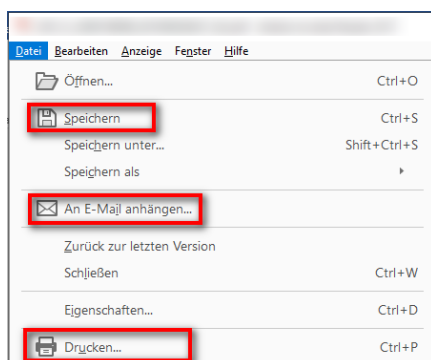 Datei Bearbeiten Anzeige Fenster Hilfe
Öffnen... Ctrl+O
Speichern Ctrl+S
Speichern unter... Shift+Ctrl+S
Speichern als
An E-Mail anhängen...
Zurück zur letzten Version
Schließen Ctrl+W
Eigenschaften... Ctrl+D
Drucken... Ctrl+P